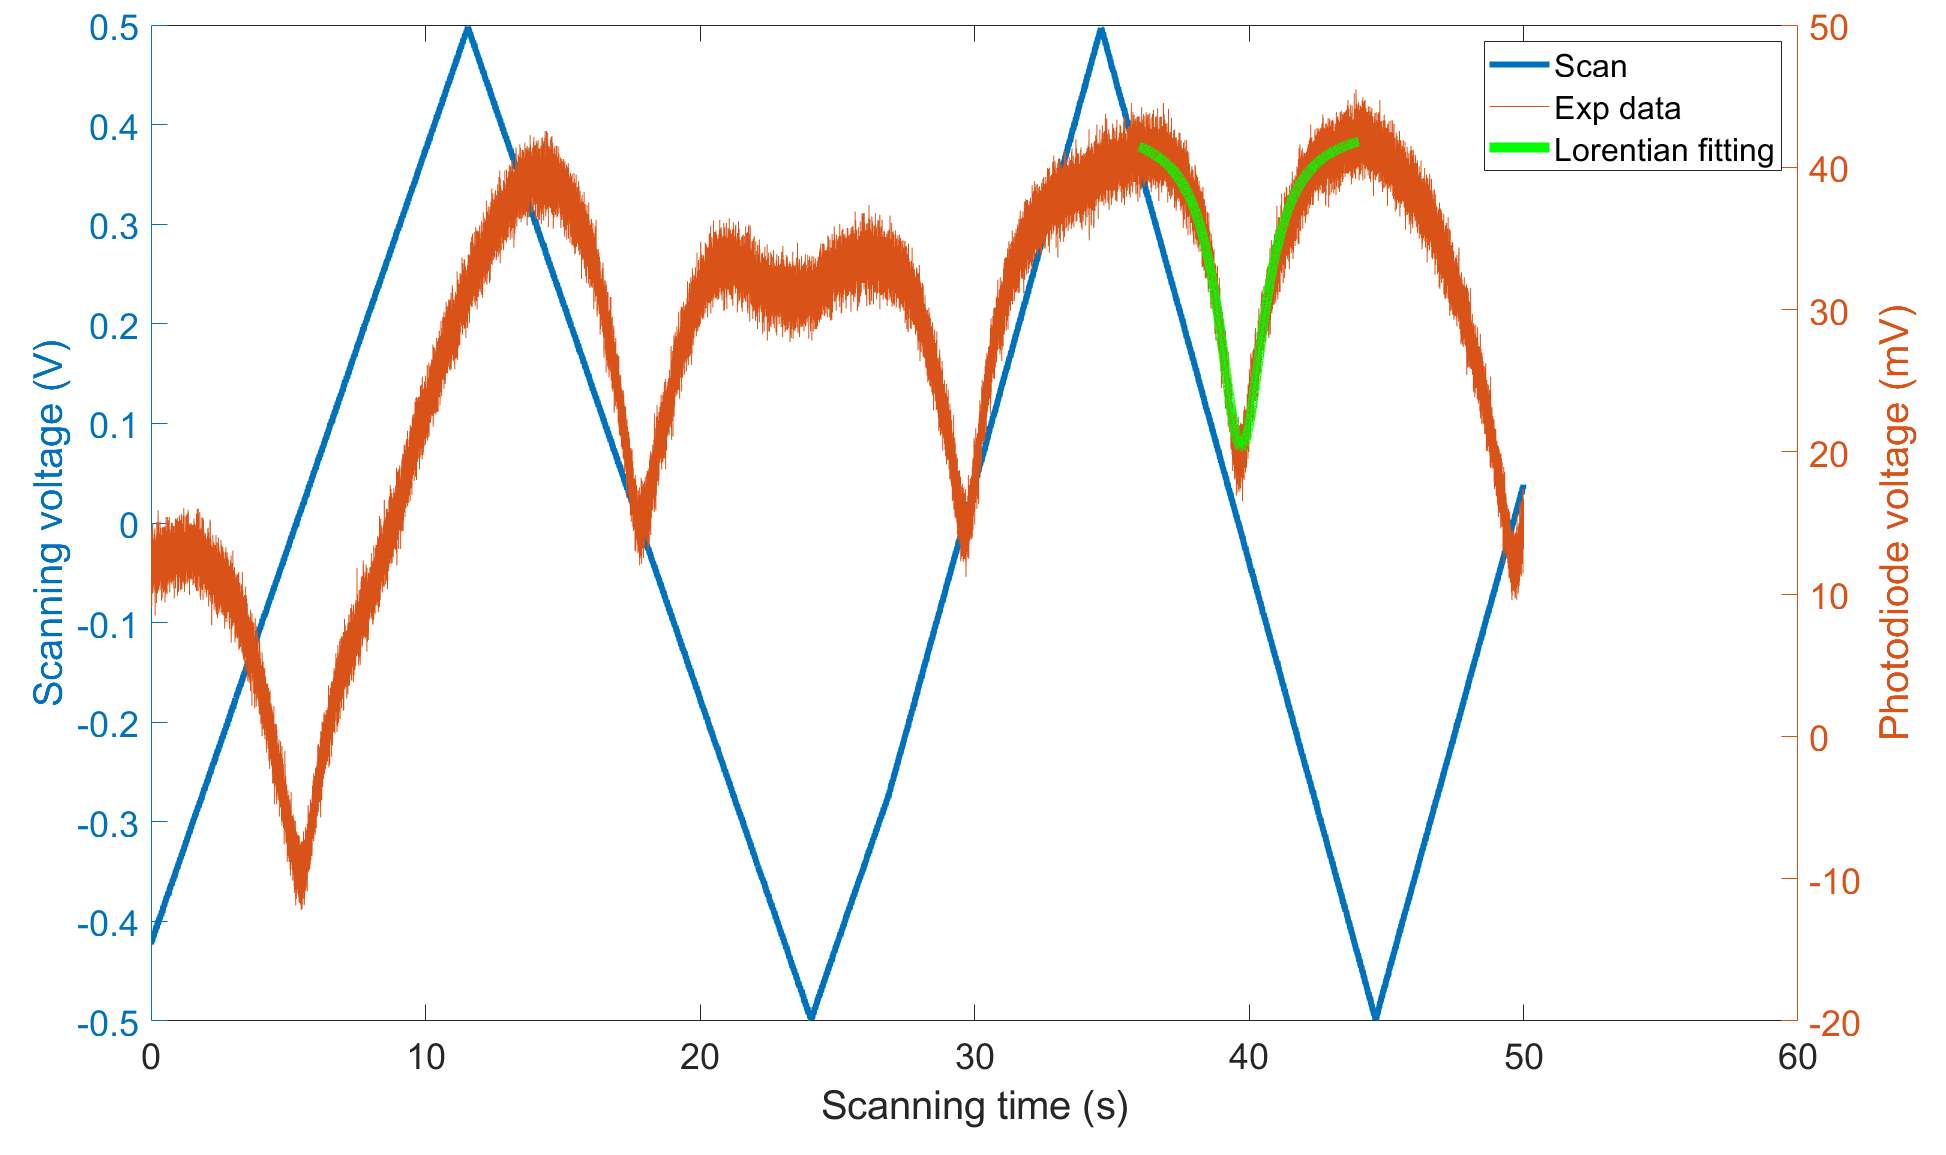 0.5
0.4
0.3
0.2
0.1
0
-0.1
-0.2
-0.3
-0.4
-0.5
Scanning voltage (V)
50
40
30
20
10
0
-10
-20
Photodiode voltage (mV)
Scan
Exp data
Lorentian fitting
0 10 20 30 40 50 60
Scanning time (s)